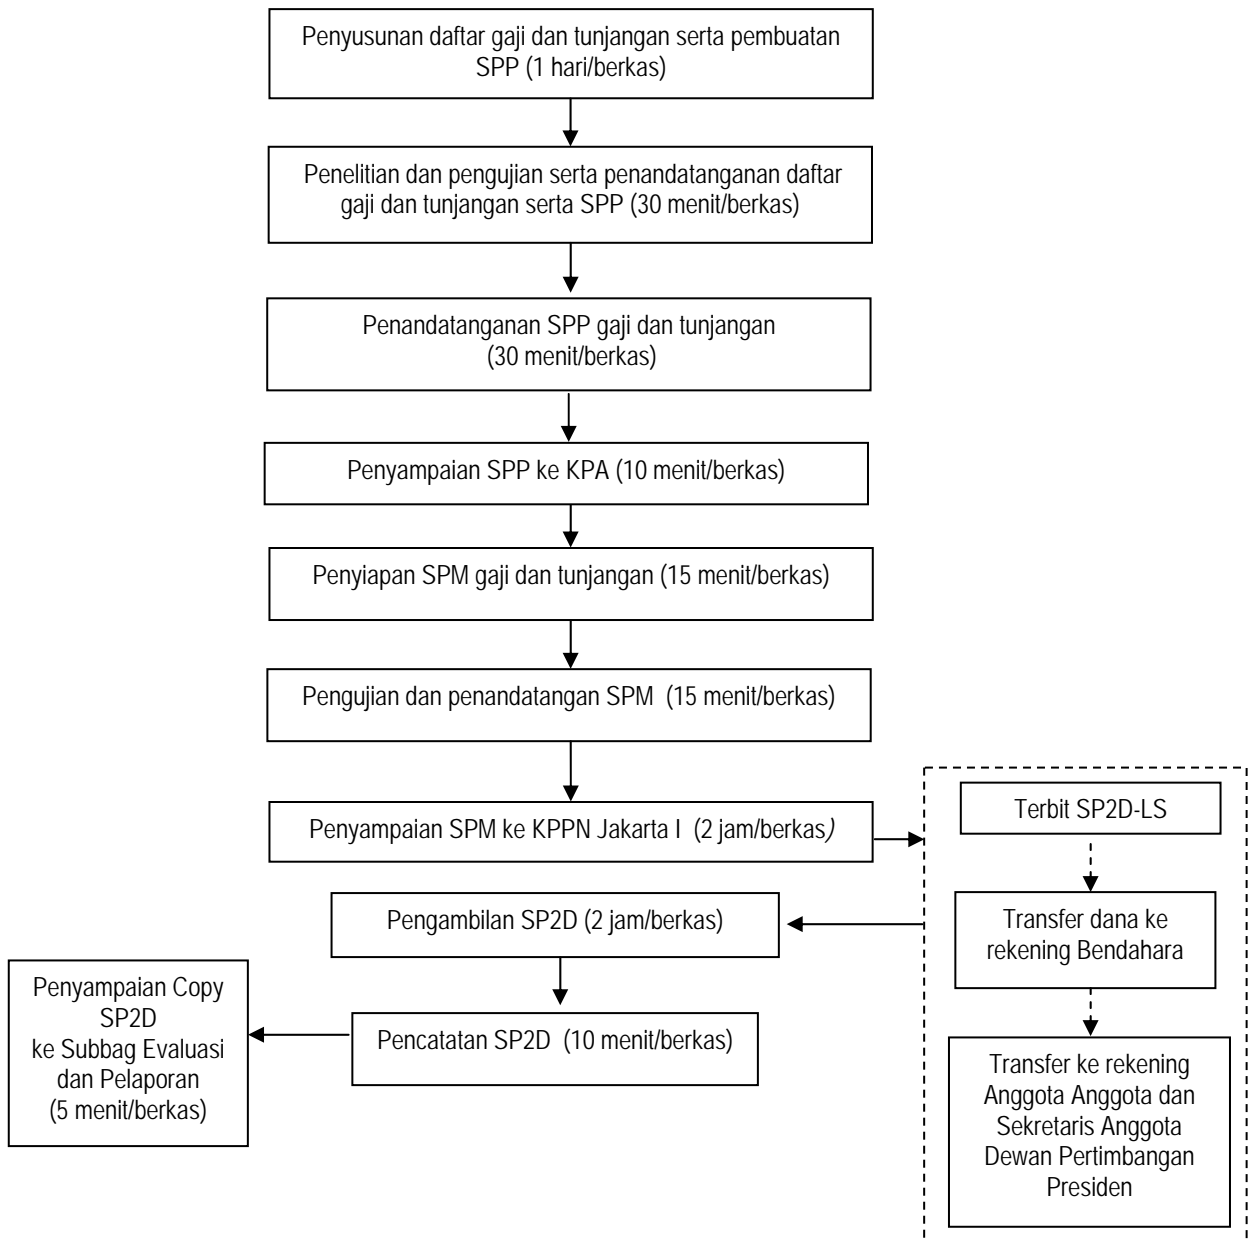 Penyusunan daftar gaji dan tunjangan serta pembuatan
SPP (1 hari/berkas)
Penelitian dan pengujian serta penandatanganan daftar
gaji dan tunjangan serta SPP (30 menit/berkas)
Penandatanganan SPP gaji dan tunjangan
(30 menit/berkas)
Penyampaian SPP ke KPA (10 menit/berkas)
Penyiapan SPM gaji dan tunjangan (15 menit/berkas)
Pengujian dan penandatangan SPM (15 menit/berkas)
Penyampaian SPM ke KPPN Jakarta I (2 jam/berkas)
Terbit SP2D-LS
Transfer dana ke
rekening Bendahara
Transfer ke rekening
Anggota Anggota dan
Sekretaris Anggota
Dewan Pertimbangan
Presiden
Pengambilan SP2D (2 jam/berkas)
Pencatatan SP2D (10 menit/berkas)
Penyampaian Copy
SP2D
ke Subbag Evaluasi
dan Pelaporan
(5 menit/berkas)